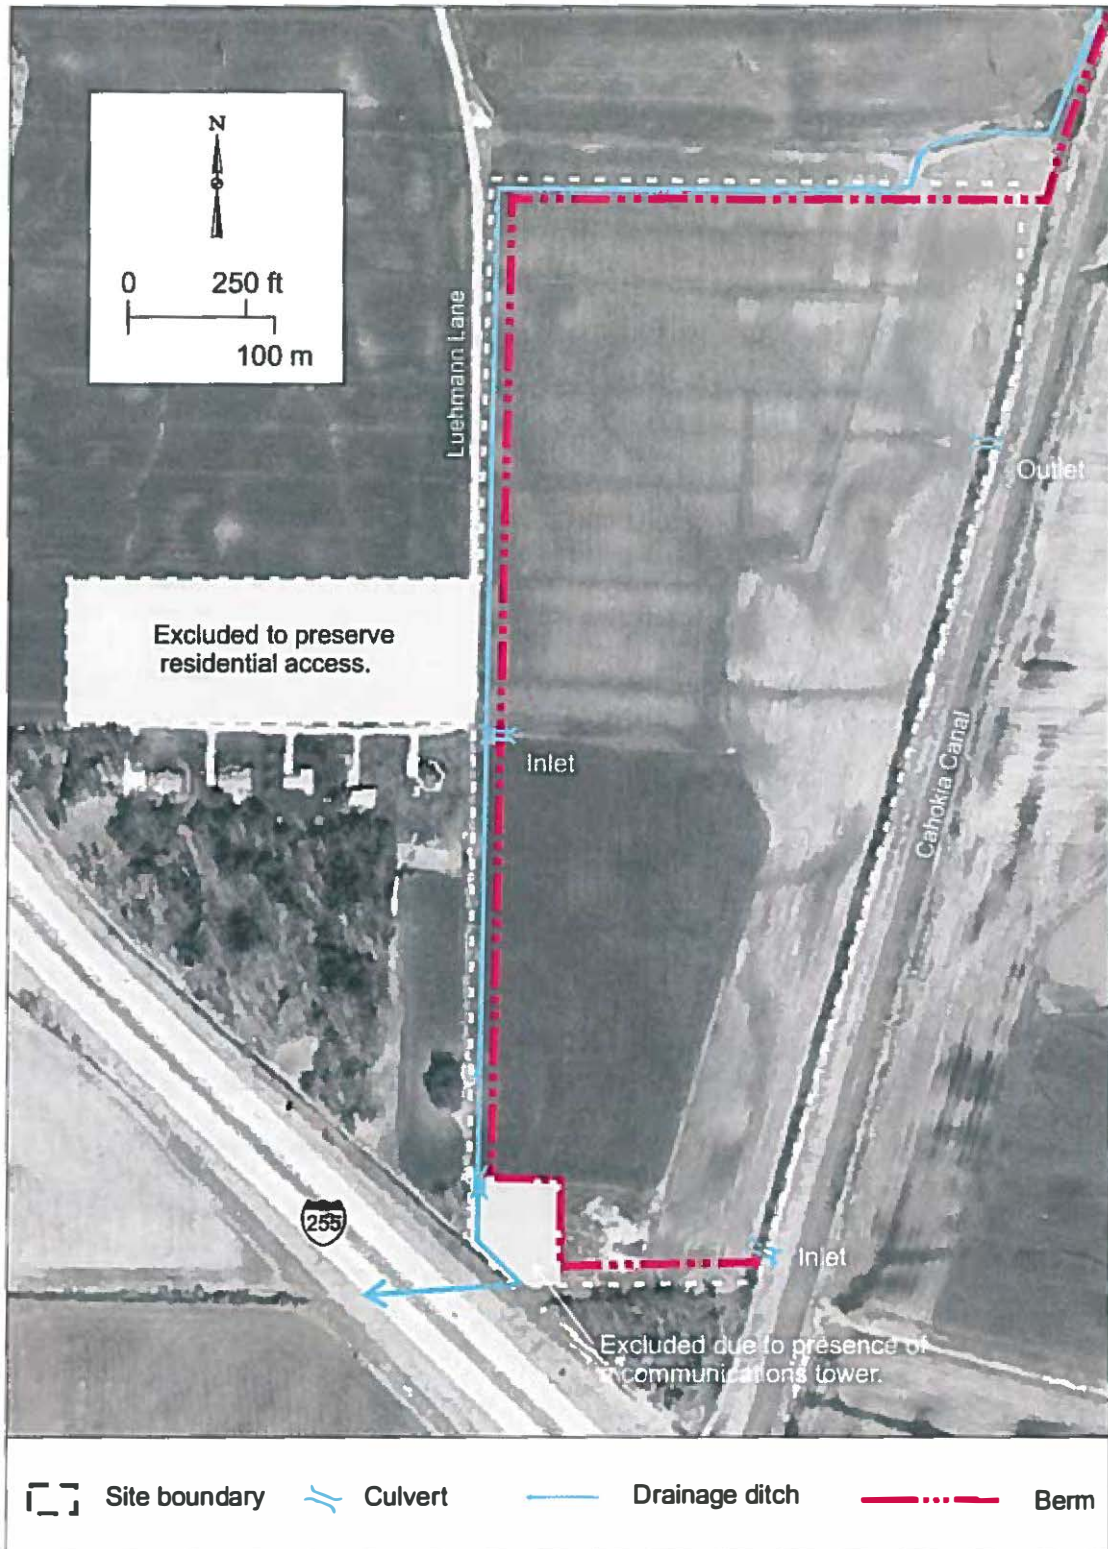 N
0 250 ft
100 m
Luehmann Lane
Outlet
Excluded to preserve
residential access.
Inlet
Cahokia Canal
255
Inlet
Excluded due to presence of
communications tower.
Site boundary Culvert Drainage ditch Berm